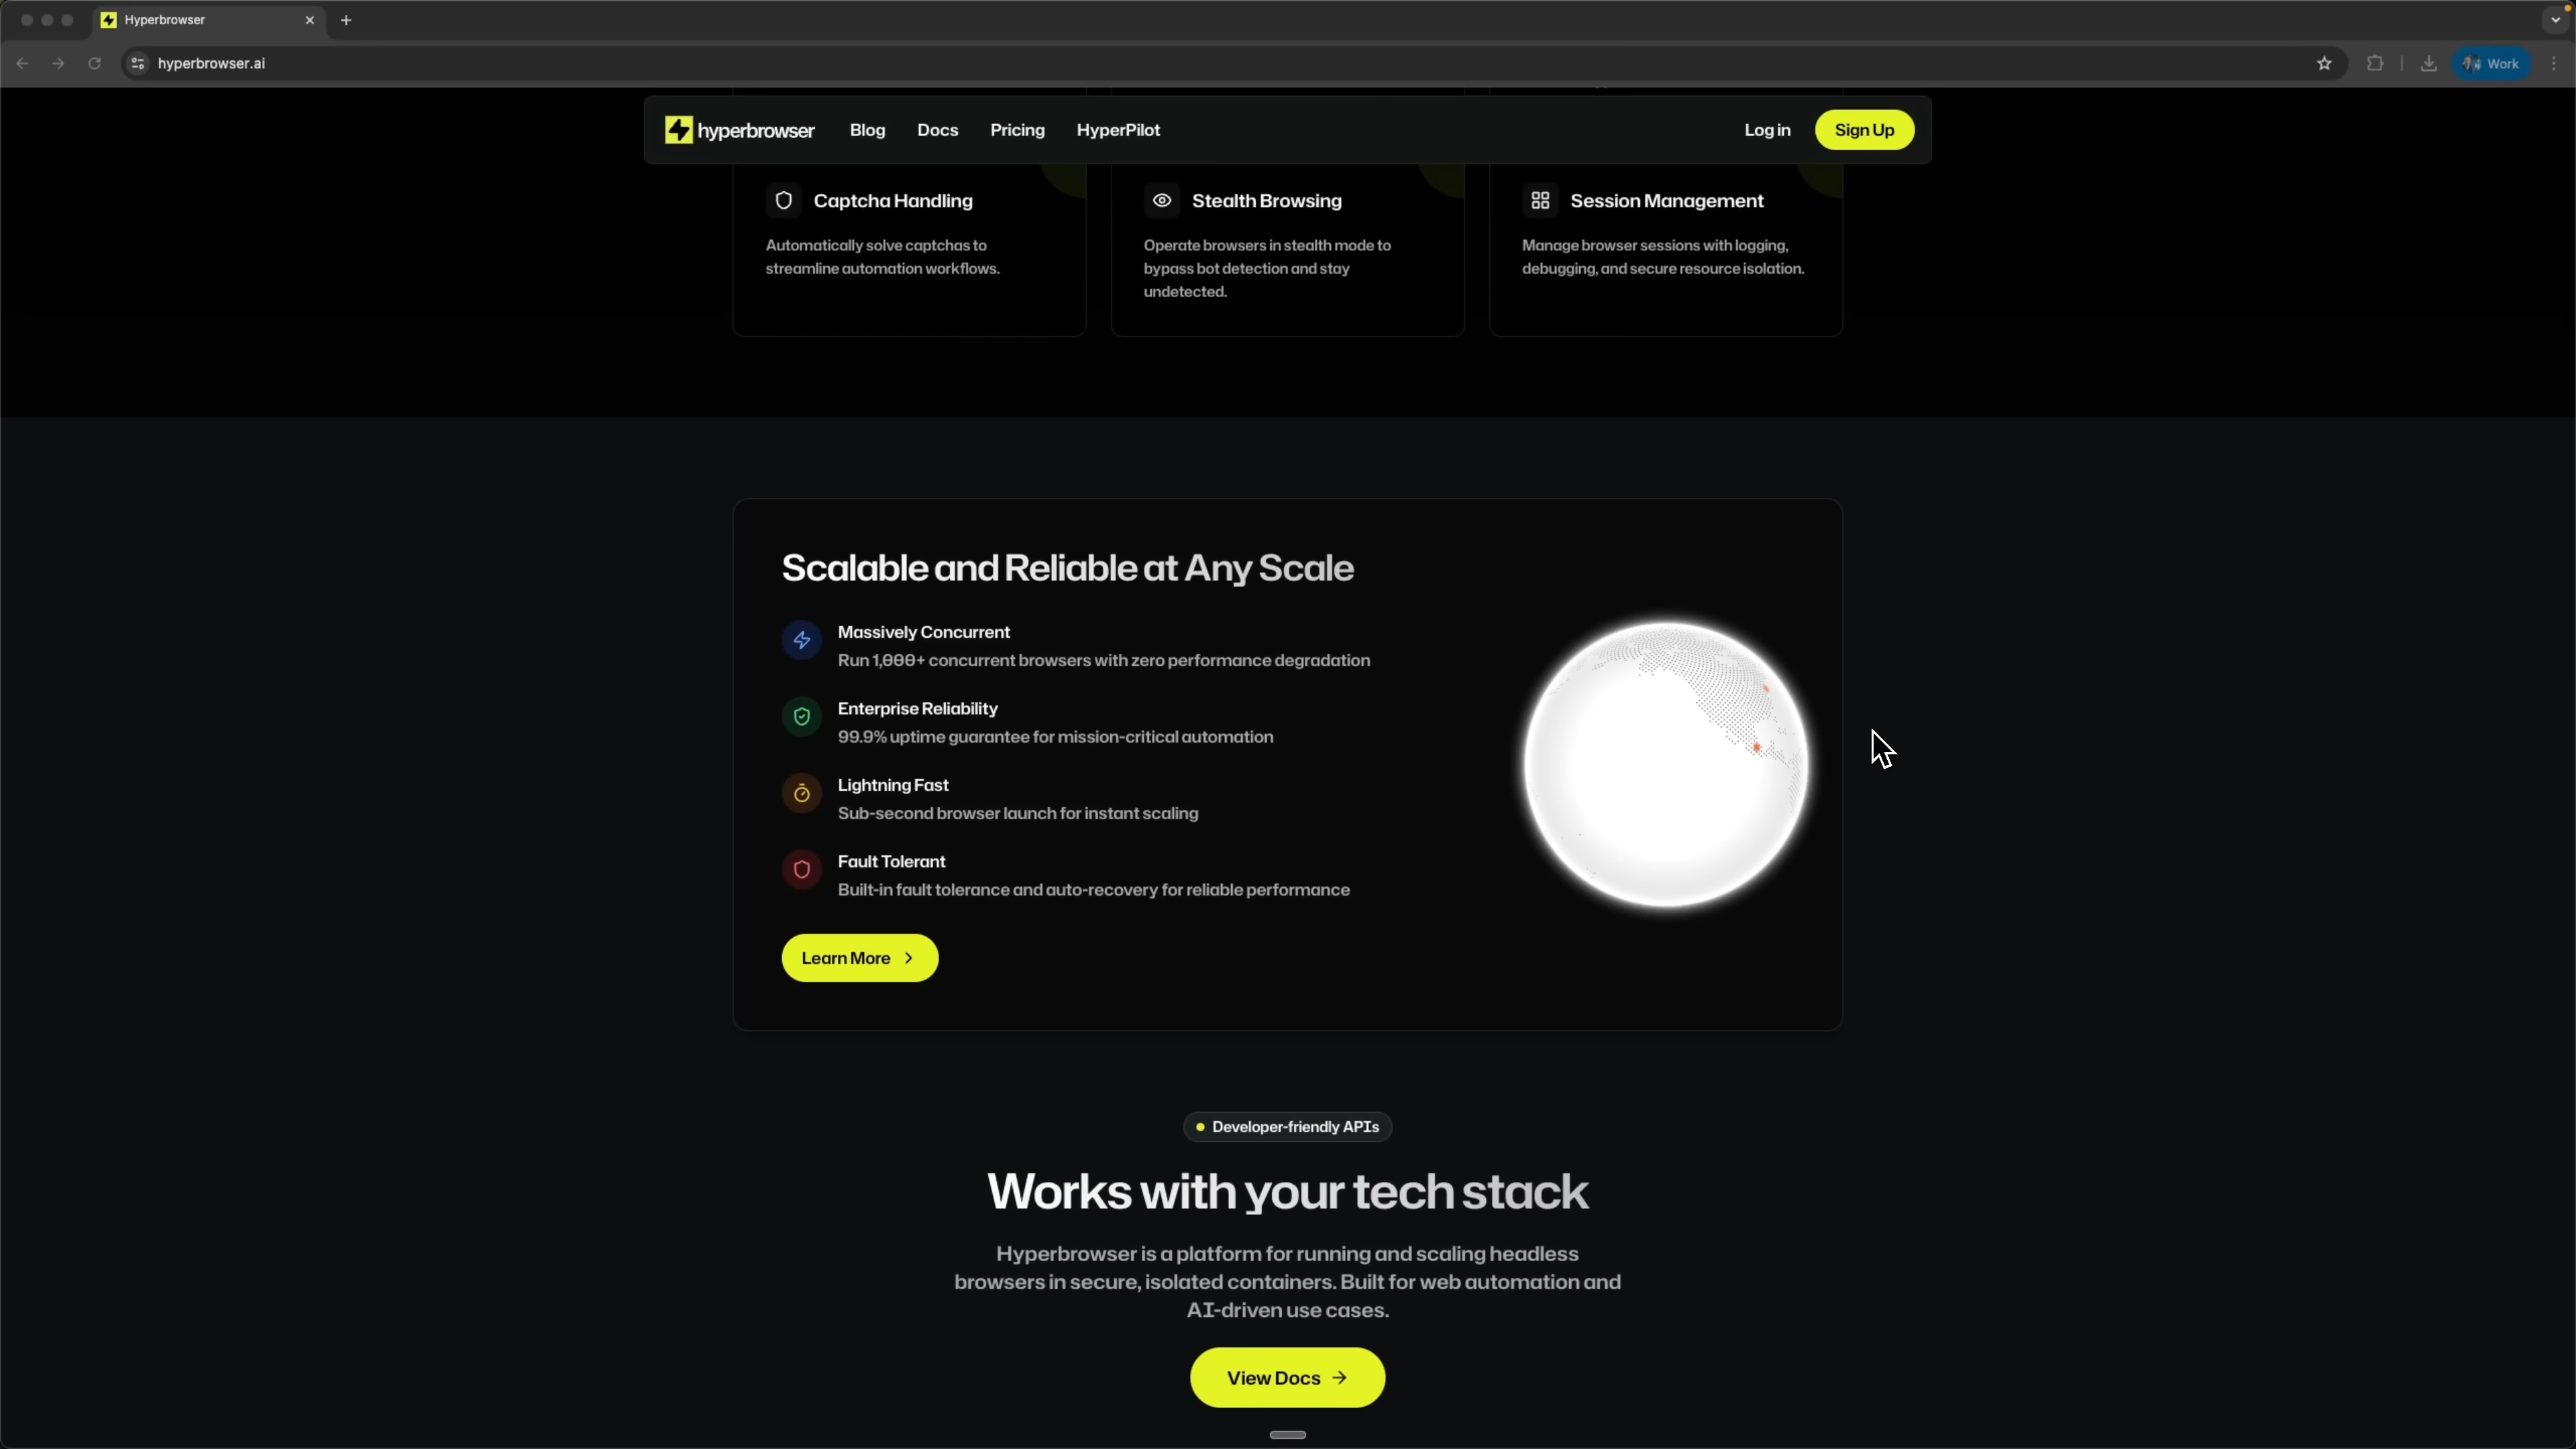 Hyperbrowser
hyperbrowser.ai
Work
hyperbrowser
Blog
Docs
Pricing
HyperPilot
Log in
Sign Up
Captcha Handling
Automatically solve captchas to
streamline automation workflows.
Stealth Browsing
Operate browsers in stealth mode to
bypass bot detection and stay
undetected.
Session Management
Manage browser sessions with logging,
debugging, and secure resource isolation.
Scalable and Reliable at Any Scale
Massively Concurrent
Run 1,000+ concurrent browsers with zero performance degradation
Enterprise Reliability
99.9% uptime guarantee for mission-critical automation
Lightning Fast
Sub-second browser launch for instant scaling
Fault Tolerant
Built-in fault tolerance and auto-recovery for reliable performance
Learn More
Developer-friendly APIs
Works with your tech stack
Hyperbrowser is a platform for running and scaling headless
browsers in secure, isolated containers. Built for web automation and
AI-driven use cases.
View Docs